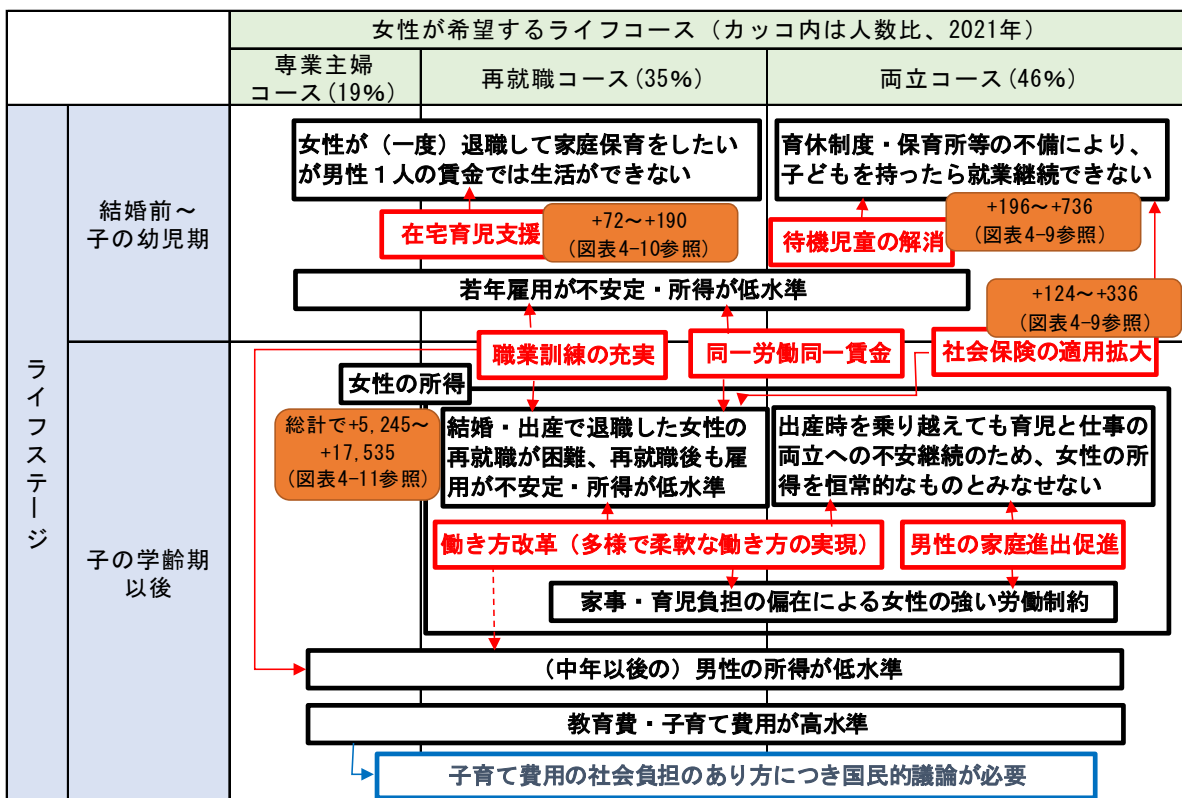 女性が希望するライフコース（カッコ内は人数比、2021年）
専業主婦
コース(19%)
再就職コース(35%)
両立コース(46%)
ライフステージ
結婚前～
子の幼児期
女性が（一度）退職して家庭保育をしたい
が男性１人の賃金では生活ができない
育休制度・保育所等の不備により、
子どもを持ったら就業継続できない
在宅育児支援
+72～+190
(図表4-10参照)
待機児童の解消
+196～+736
(図表4-9参照)
若年雇用が不安定・所得が低水準
+124～+336
(図表4-9参照)
職業訓練の充実
同一労働同一賃金
社会保険の適用拡大
子の学齢期
以後
女性の所得
総計で+5,245～
+17,535
(図表4-11参照)
結婚・出産で退職した女性の
再就職が困難、再就職後も雇
用が不安定・所得が低水準
出産時を乗り越えても育児と仕事の
両立への不安継続のため、女性の所
得を恒常的なものとみなせない
働き方改革（多様で柔軟な働き方の実現）
男性の家庭進出促進
家事・育児負担の偏在による女性の強い労働制約
（中年以後の）男性の所得が低水準
教育費・子育て費用が高水準
子育て費用の社会負担のあり方につき国民的議論が必要